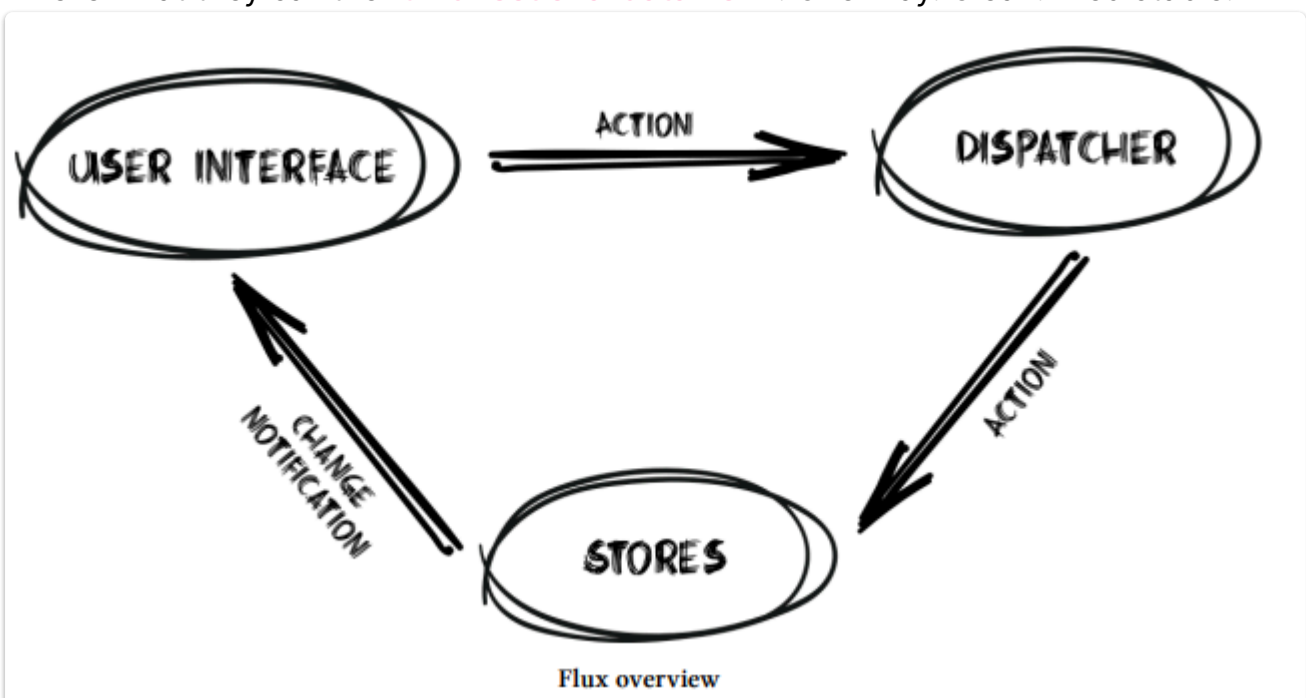 ACTION
USER INTERFACE
DISPATCHER
ACTION
CHANGE
NOTIFICATION
STORES
Flux overview